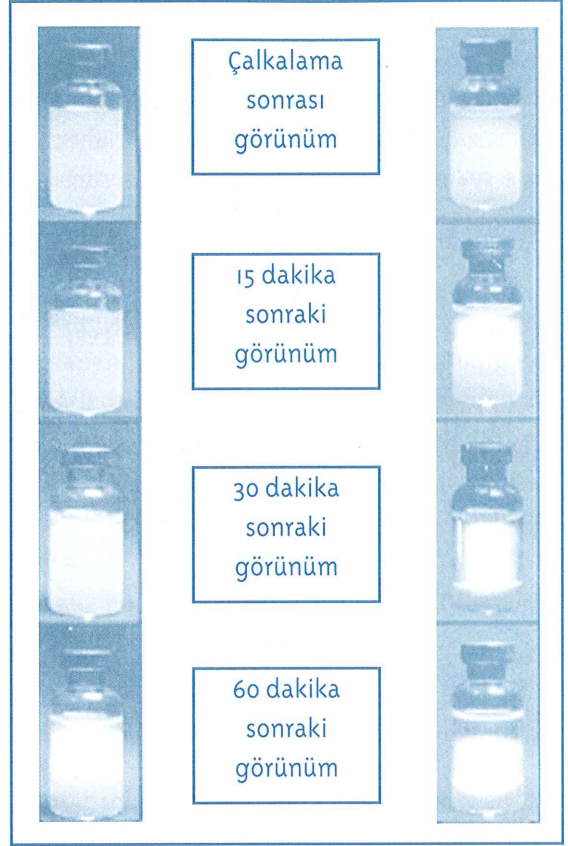 Çalkalama
sonrası
görünüm
15 dakika
sonraki
görünüm
30 dakika
sonraki
görünüm
60 dakika
sonraki
görünüm